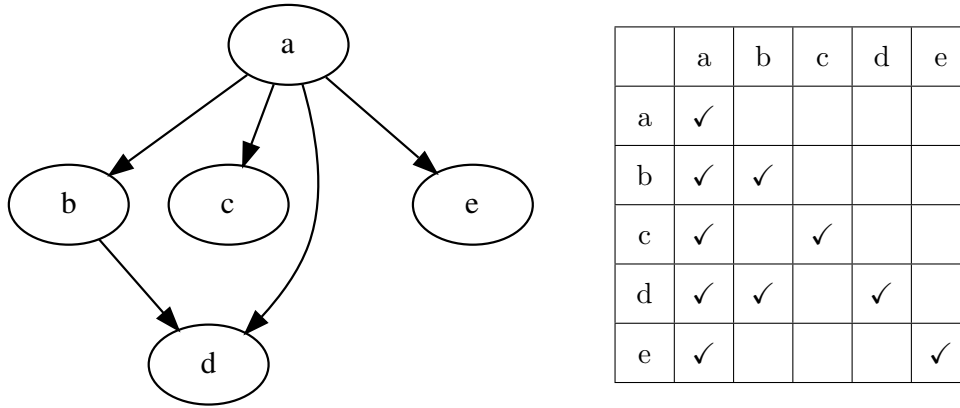 a
b
c
e
d
a b c d e
a ✓
b ✓ ✓
c ✓ ✓
d ✓ ✓ ✓
e ✓ ✓